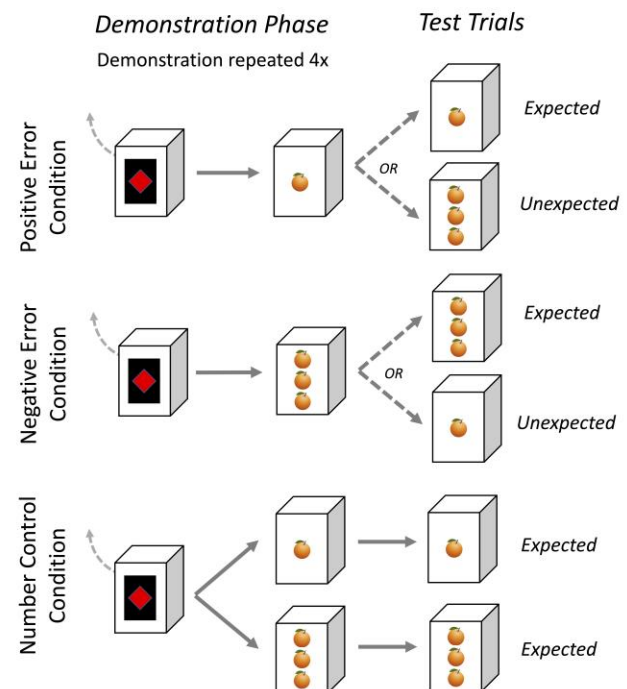 Demonstration Phase
Test Trials
Demonstration repeated 4x
Positive Error
Condition
OR
Expected
Unexpected
Negative Error
Condition
OR
Expected
Unexpected
Number Control
Condition
Expected
Expected